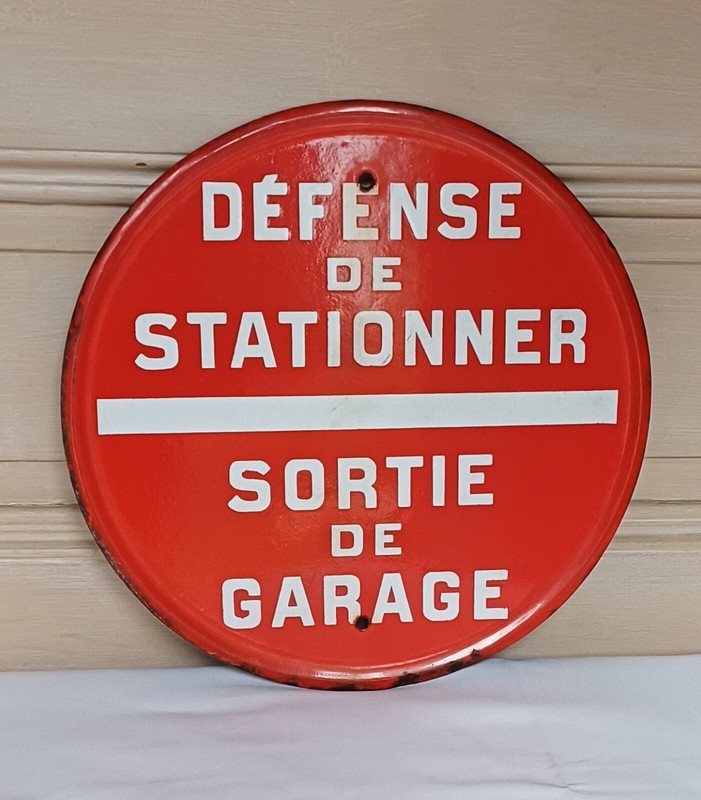 DÉFENSE
DE
STATIONNER
SORTIE
DE
GARAGE